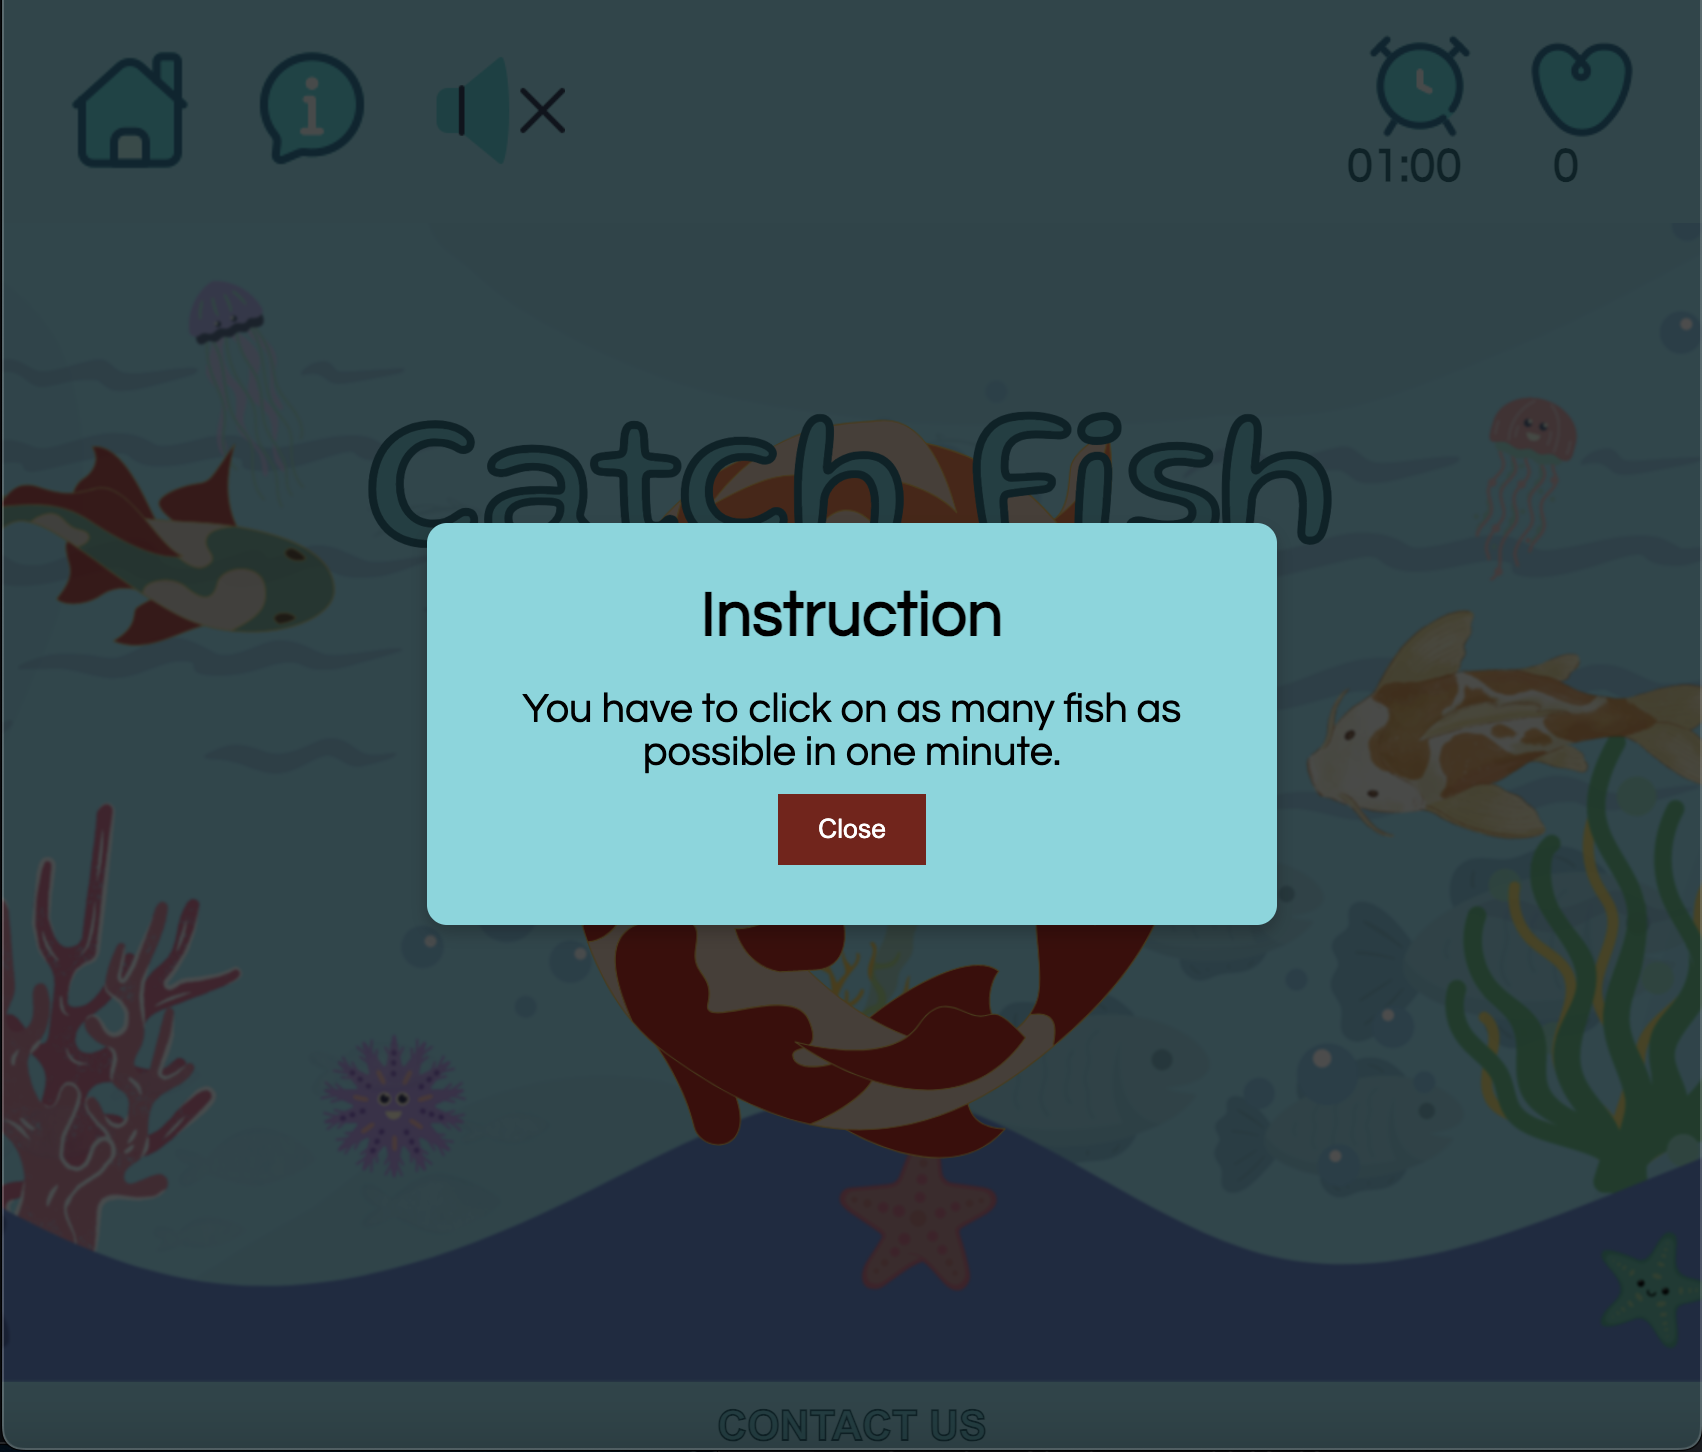 01:00
0
Catch Fish
Instruction
You have to click on as many fish as
possible in one minute.
Close
CONTACT US